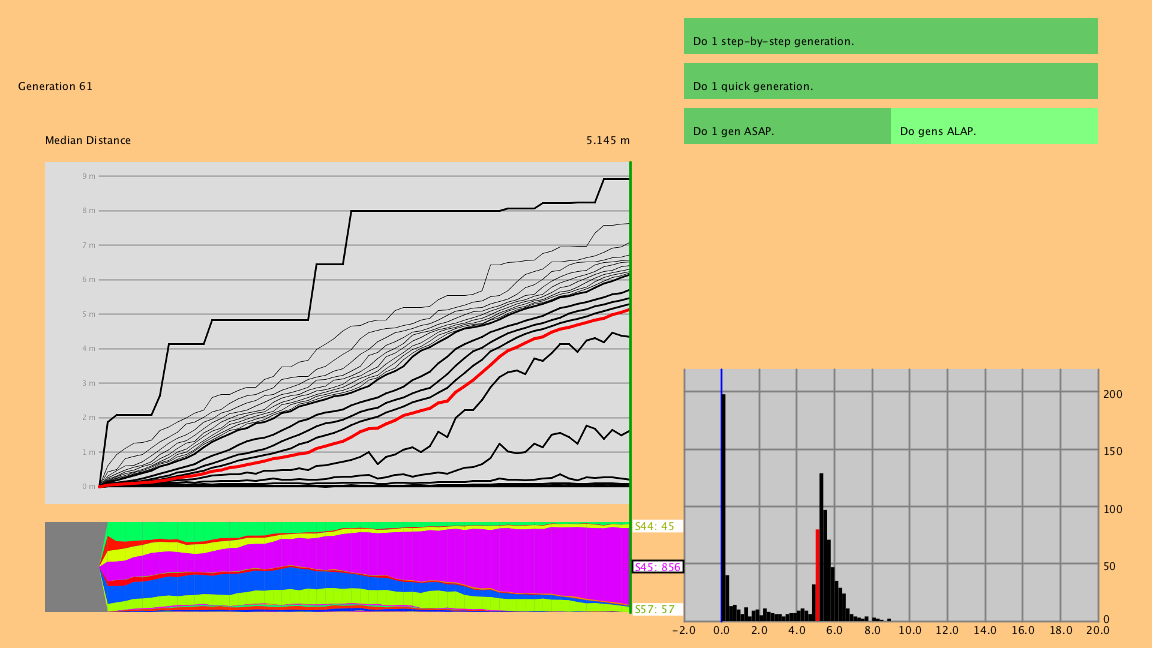 Do 1 step-by-step generation.
Generation 61
Do 1 quick generation.
Do 1 gen ASAP.
Do gens ALAP.
Median Distance
5.145 m
9 m
8 m
7 m
6 m
5 m
4 m
3 m
2 m
1 m
0 m
S44: 45
S45: 856
S57: 57
200
150
100
50
0
-2.0 0.0 2.0 4.0 6.0 8.0 10.0 12.0 14.0 16.0 18.0 20.0